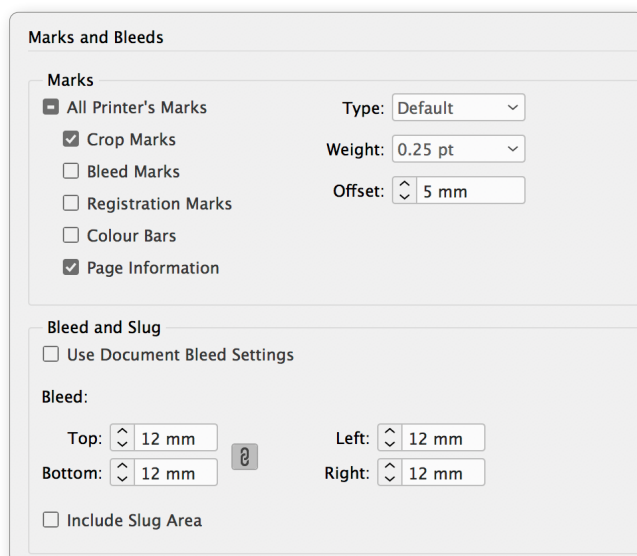 Marks and Bleeds
Marks
All Printer's Marks
Crop Marks
Bleed Marks
Registration Marks
Colour Bars
Page Information
Type: Default
Weight: 0.25 pt
Offset: 5 mm
Bleed and Slug
Use Document Bleed Settings
Bleed:
Top: 12 mm
Bottom: 12 mm
Left: 12 mm
Right: 12 mm
Include Slug Area